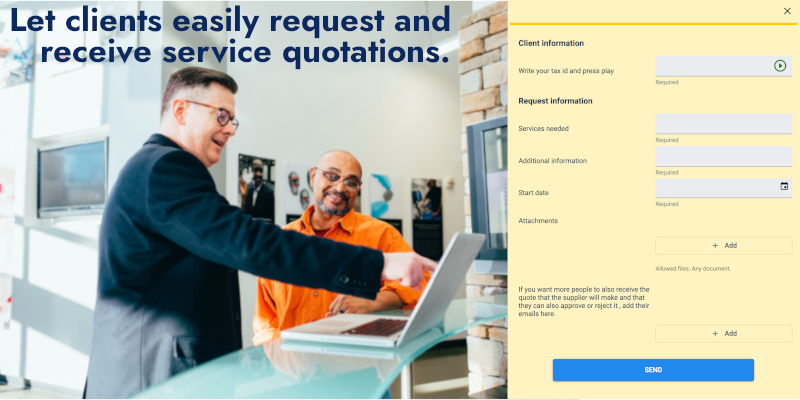 Let clients easily request and
receive service quotations.
Client information
Write your tax id and press play
Required
Request information
Services needed
Required
Additional information
Required
Start date
Required
Attachments
+ Add
Allowed files: Any document.
If you want more people to also receive the
quote that the supplier will make and that
they can also approve or reject it , add their
emails here.
+ Add
SEND